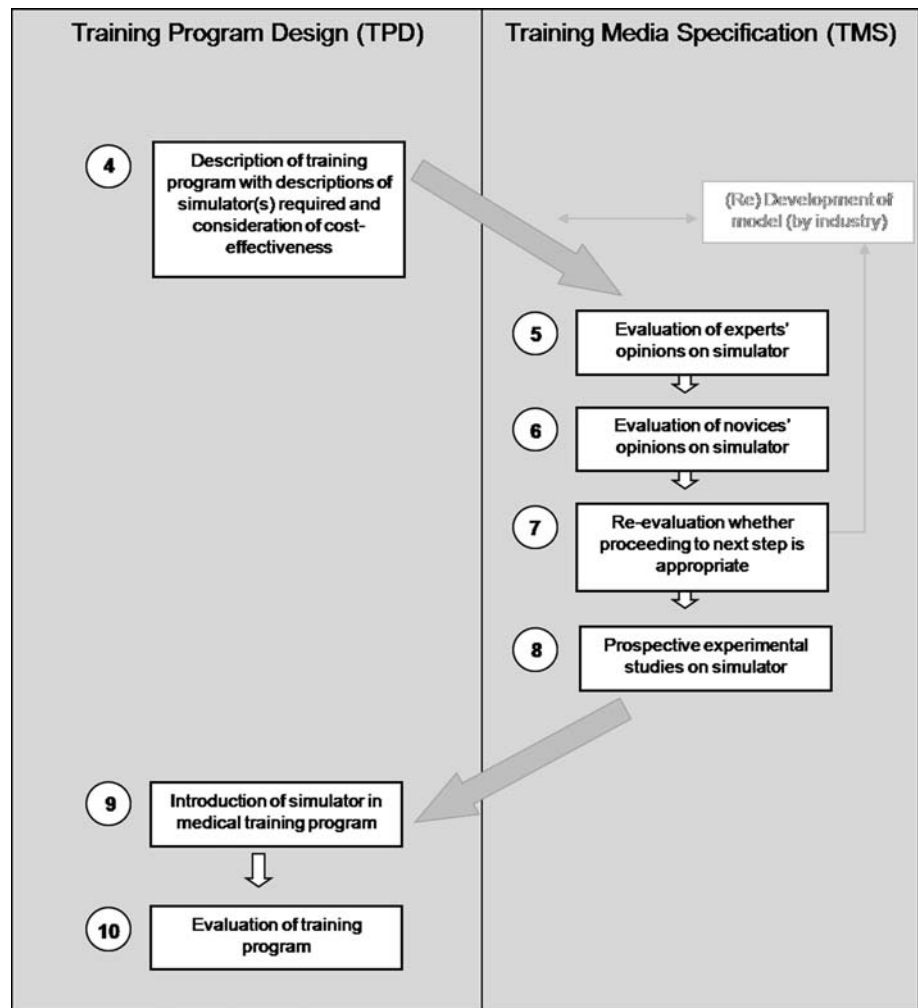 Training Program Design (TPD)
Training Media Specification (TMS)
4
Description of training
program with descriptions of
simulator(s) required and
consideration of cost-
effectiveness
(Re) Development of
model (by industry)
5
Evaluation of experts'
opinions on simulator
6
Evaluation of novices'
opinions on simulator
7
Re-evaluation whether
proceeding to next step is
appropriate
8
Prospective experimental
studies on simulator
9
Introduction of simulator in
medical training program
10
Evaluation of training
program